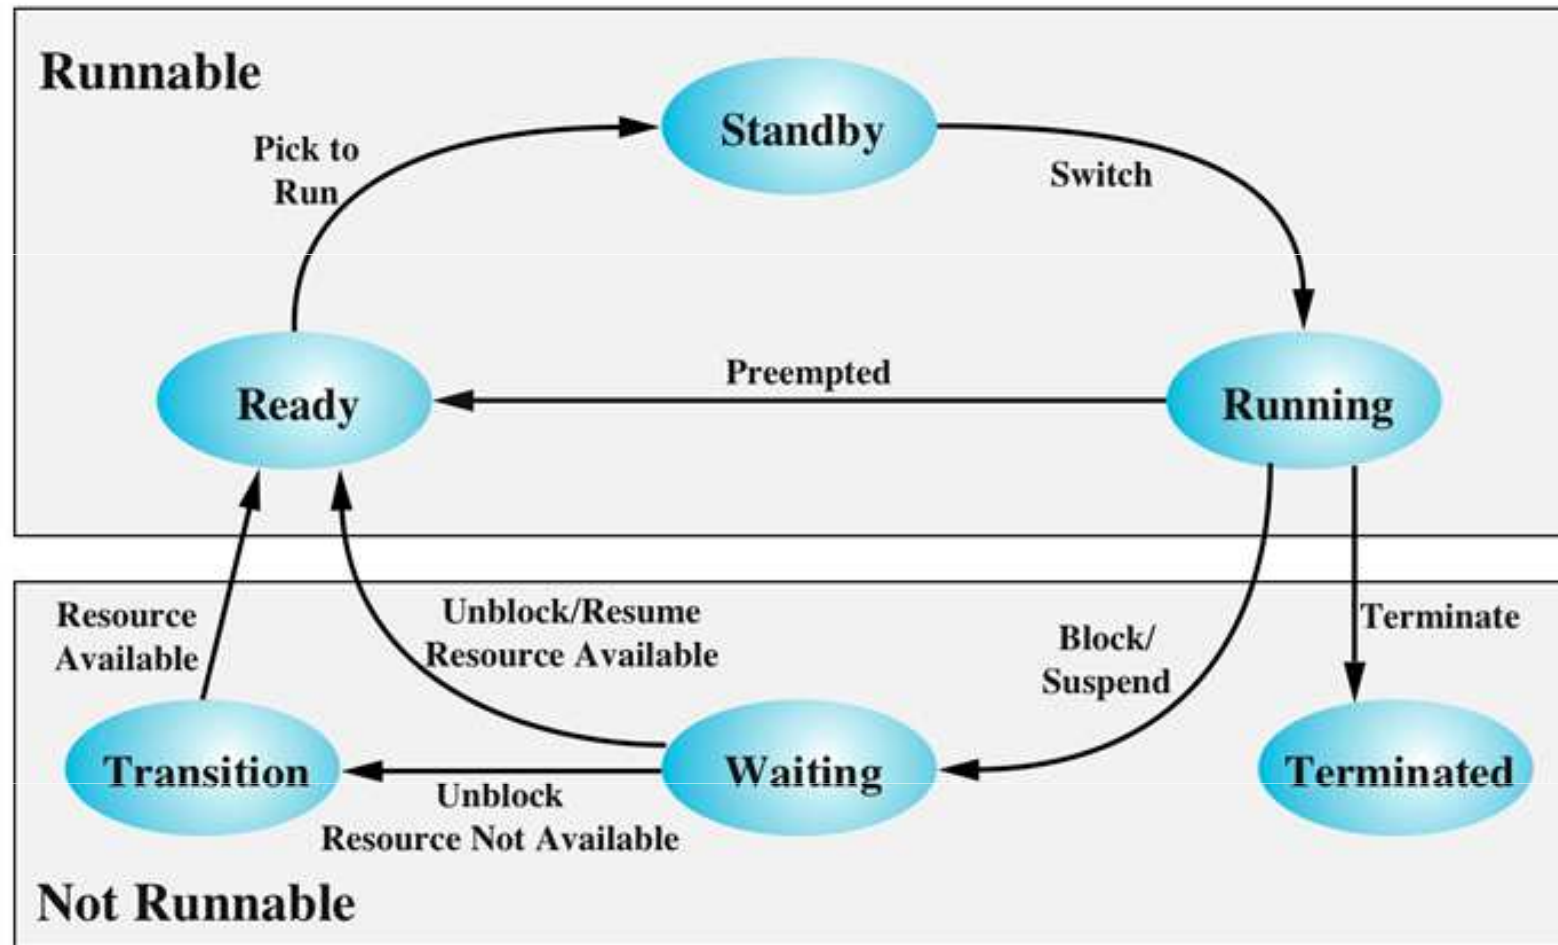 Runnable
Standby
Pick to
Run
Switch
Preempted
Ready
Running
Resource
Available
Unblock/Resume
Resource Available
Block/
Suspend
Terminate
Transition
Waiting
Terminated
Unblock
Resource Not Available
Not Runnable